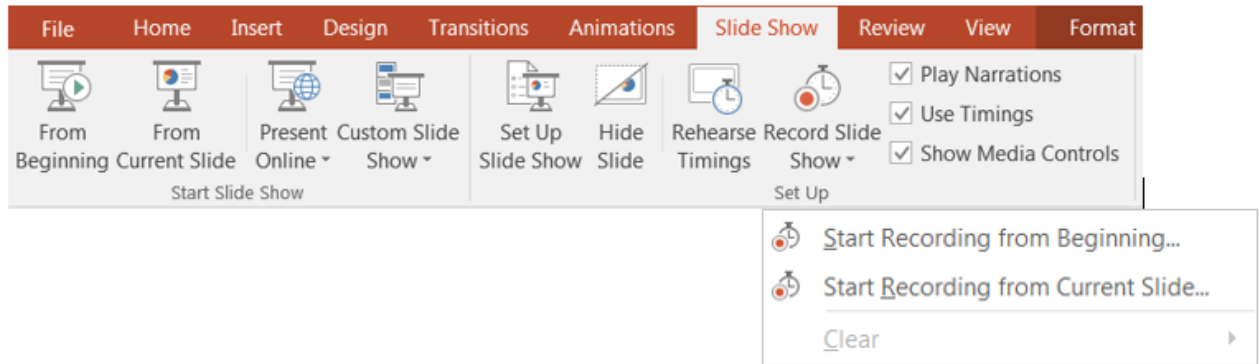 File Home Insert Design Transitions Animations Slide Show Review View Format
From Beginning
From Current Slide
Present Online
Custom Slide Show
Set Up Slide Show
Hide Slide
Rehearse Timings
Record Slide Show
Play Narrations
Use Timings
Show Media Controls
Start Slide Show
Set Up
Start Recording from Beginning...
Start Recording from Current Slide...
Clear